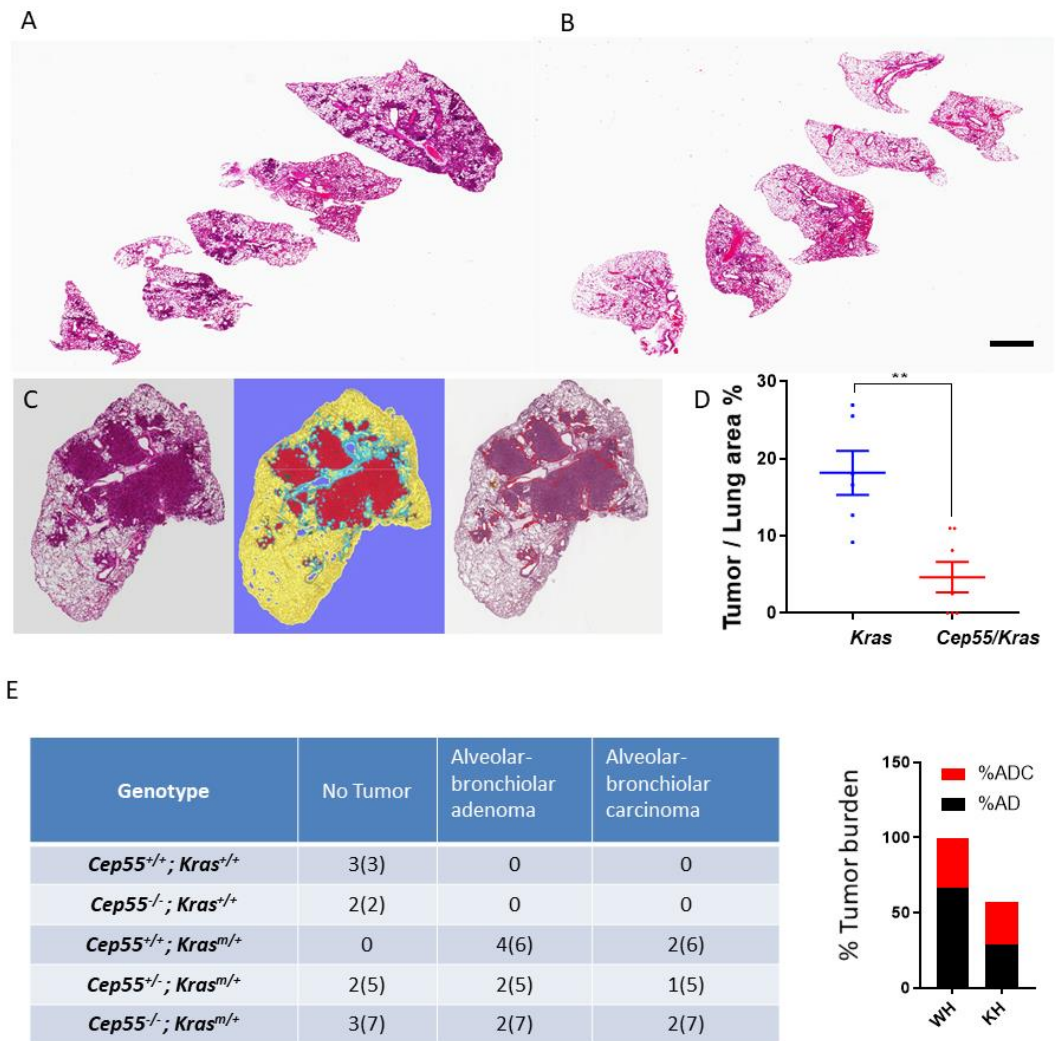 A
B
C
D
Tumor / Lung area %
30
20
10
0
**
Kras
Cep55/Kras
E
Genotype No Tumor Alveolar-bronchiolar adenoma Alveolar-bronchiolar carcinoma
Cep55+/+; Kras+/+ 3(3) 0 0
Cep55-/-; Kras+/+ 2(2) 0 0
Cep55+/+; Krasm/+ 0 4(6) 2(6)
Cep55+/-; Krasm/+ 2(5) 2(5) 1(5)
Cep55-/-; Krasm/+ 3(7) 2(7) 2(7)
% Tumor burden
150
100
50
0
%ADC
%AD
WH
KH